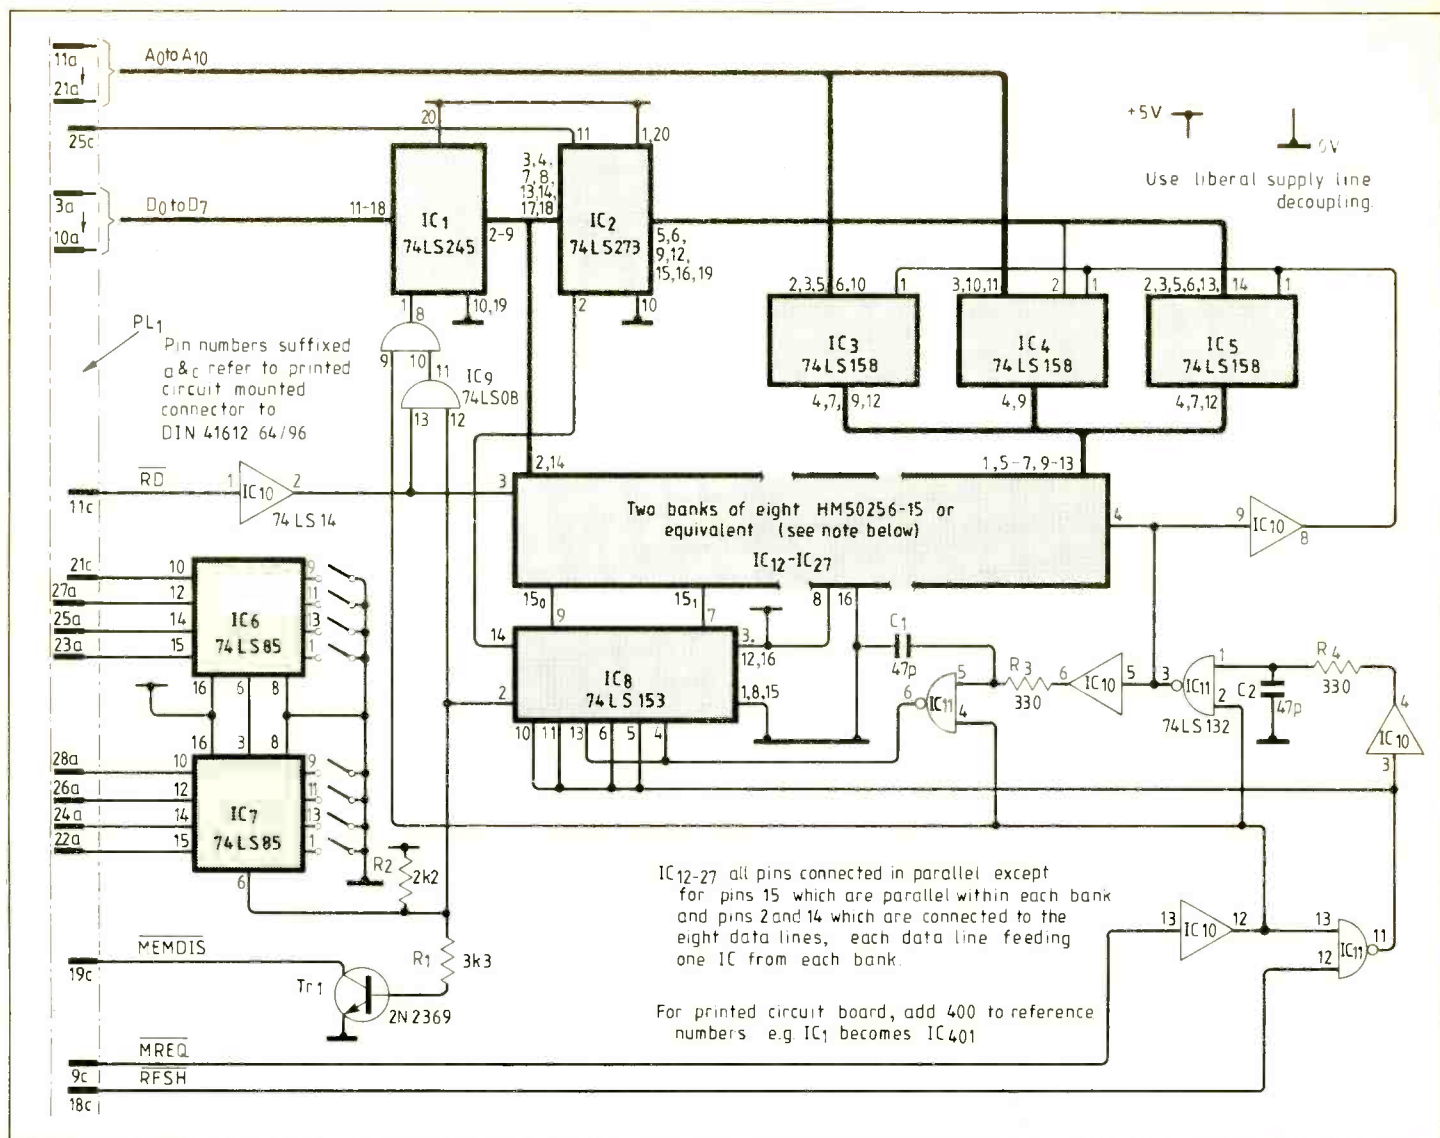 11a
21a
A0 to A10
25c
3a
10a
D0 to D7
20
11
1,20
11-18
IC1
74LS245
2-9
3,4,
7,8,
13,14,
17,18
IC2
74LS273
5,6,
9,12,
15,16,19
1
10,19
2
10
8
9
10
11
IC9
74LS08
13
12
+5V
0V
Use liberal supply line
decoupling.
2,3,5,6,10
1
3,10,11
2
1
2,3,5,6,13,
14
1
IC3
74LS158
IC4
74LS158
IC5
74LS158
4,7,9,12
4,9
4,7,12
PL1
Pin numbers suffixed
a & c refer to printed
circuit mounted
connector to
DIN 41612 64/96
11c
RD
1
IC10
2
74LS14
3
2,14
1,5-7,9-13
Two banks of eight HM50256-15 or
equivalent (see note below)
IC12-IC27
4
9
IC10
8
150
9
151
7
8
16
21c
27a
25a
23a
10
12
14
15
IC6
74LS85
9
11
13
1
16
6
8
14
2
IC8
74LS153
3,
12,16
1,8,15
10
11
13
6
5
4
C1
47p
6
IC11
5
4
R3
330
6
IC10
5
3
IC11
1
2
74LS132
C2
47p
R4
330
4
IC10
3
16
3
8
28a
26a
24a
22a
10
12
14
15
IC7
74LS85
9
11
13
1
6
R2
2k2
R1
3k3
MEMDIS
19c
Tr1
2N2369
IC12-27 all pins connected in parallel except
for pins 15 which are parallel within each bank
and pins 2 and 14 which are connected to the
eight data lines, each data line feeding
one IC from each bank.
For printed circuit board, add 400 to reference
numbers e.g. IC1 becomes IC401
13
IC10
12
13
12
IC11
11
MREQ
9c
RFSH
18c